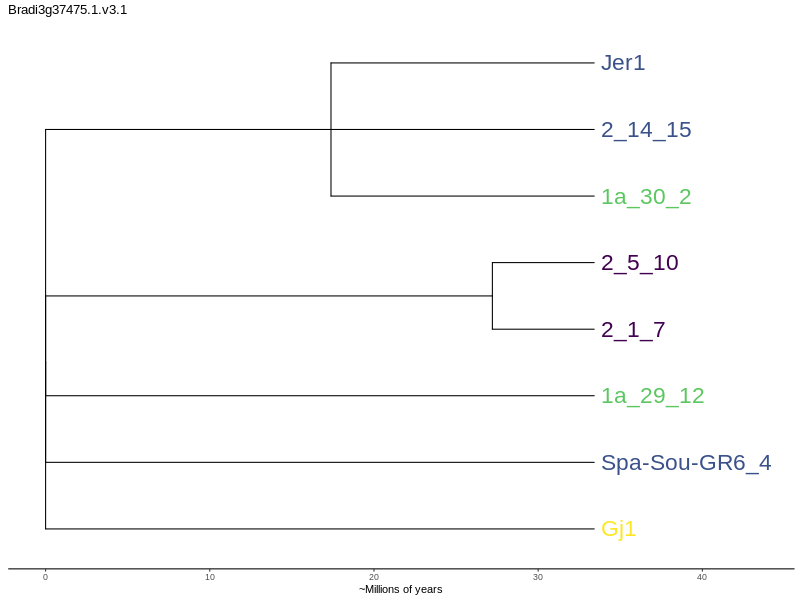 Bradi3g37475.1.v3.1
Jer1
2_14_15
1a_30_2
2_5_10
2_1_7
1a_29_12
Spa-Sou-GR6_4
Gj1
0 10 20 30 40
~Millions of years